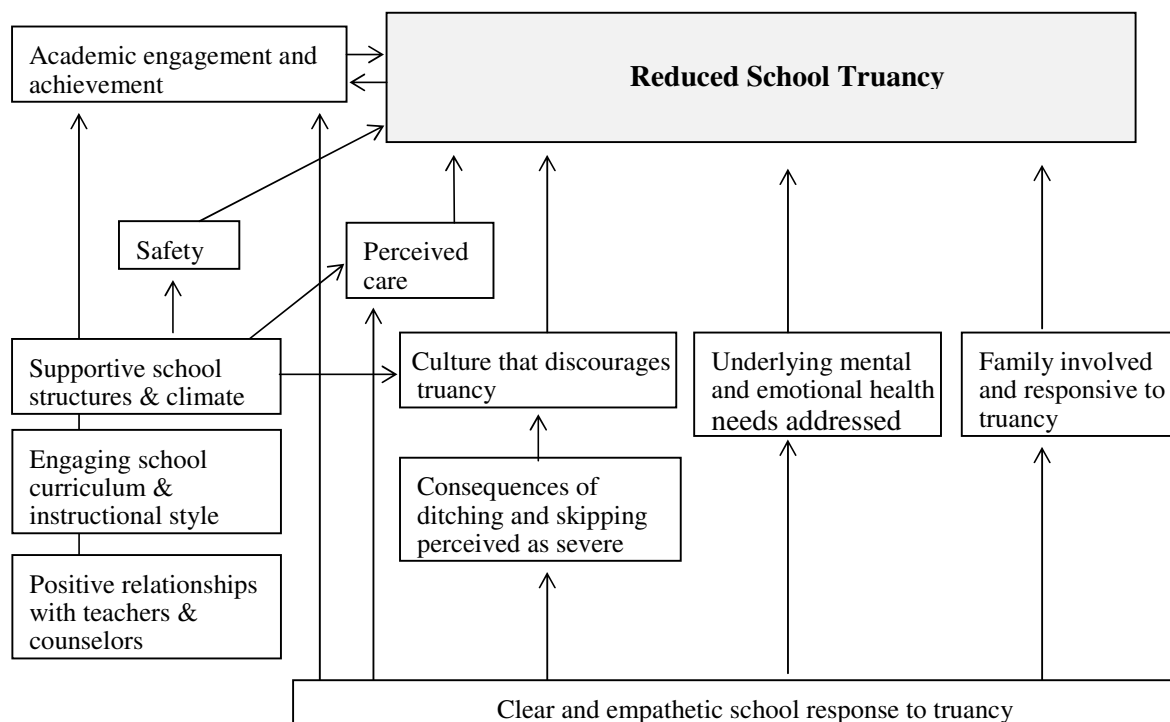 Academic engagement and
achievement
Reduced School Truancy
Safety
Perceived
care
Supportive school
structures & climate
Culture that discourages
truancy
Underlying mental
and emotional health
needs addressed
Family involved
and responsive to
truancy
Engaging school
curriculum &
instructional style
Consequences of
ditching and skipping
perceived as severe
Positive relationships
with teachers &
counselors
Clear and empathetic school response to truancy